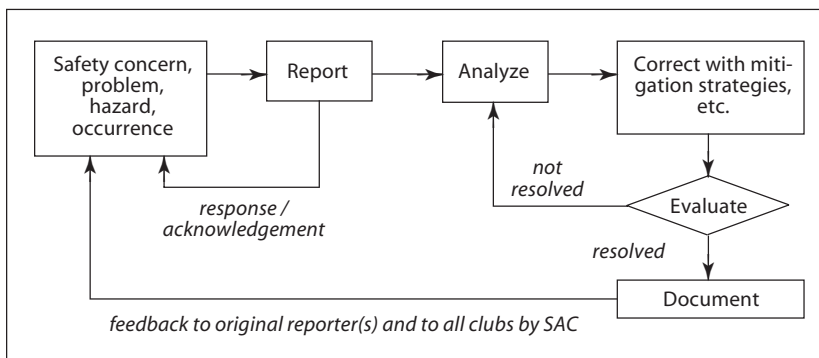 Safety concern,
problem,
hazard,
occurrence
Report
Analyze
Correct with miti-
gation strategies,
etc.
response /
acknowledgement
not
resolved
Evaluate
resolved
Document
feedback to original reporter(s) and to all clubs by SAC